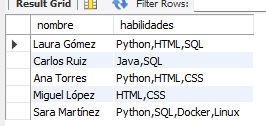 Result Grid Filter Rows:
nombre habilidades
Laura Gómez Python,HTML,SQL
Carlos Ruiz Java,SQL
Ana Torres Python,HTML,CSS
Miguel López HTML,CSS
Sara Martínez Python,SQL,Docker,Linux